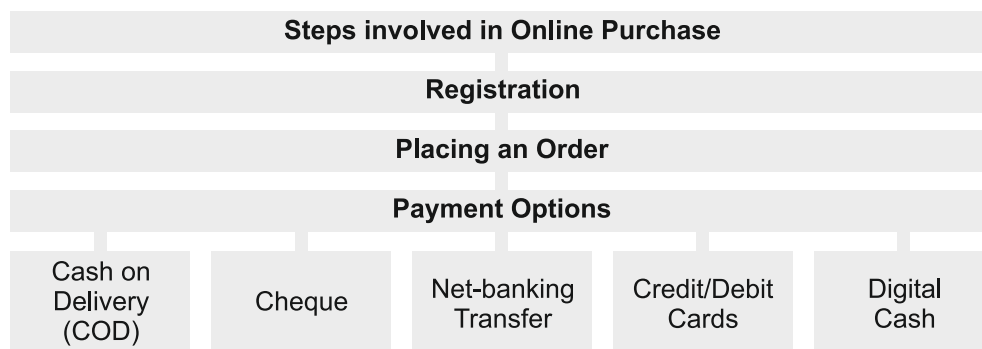 Steps involved in Online Purchase
Registration
Placing an Order
Payment Options
Cash on
Delivery
(COD)
Cheque
Net-banking
Transfer
Credit/Debit
Cards
Digital
Cash